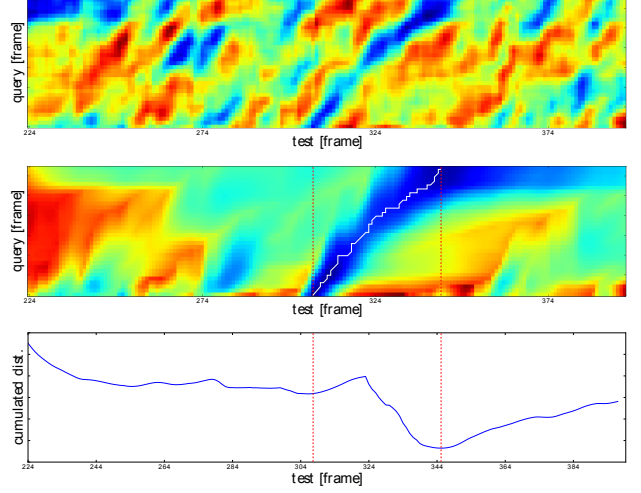 query [frame]
224 274 324 374
test [frame]
query [frame]
224 274 324 374
test [frame]
cumulated dist.
224 244 264 284 304 324 344 364 384
test [frame]